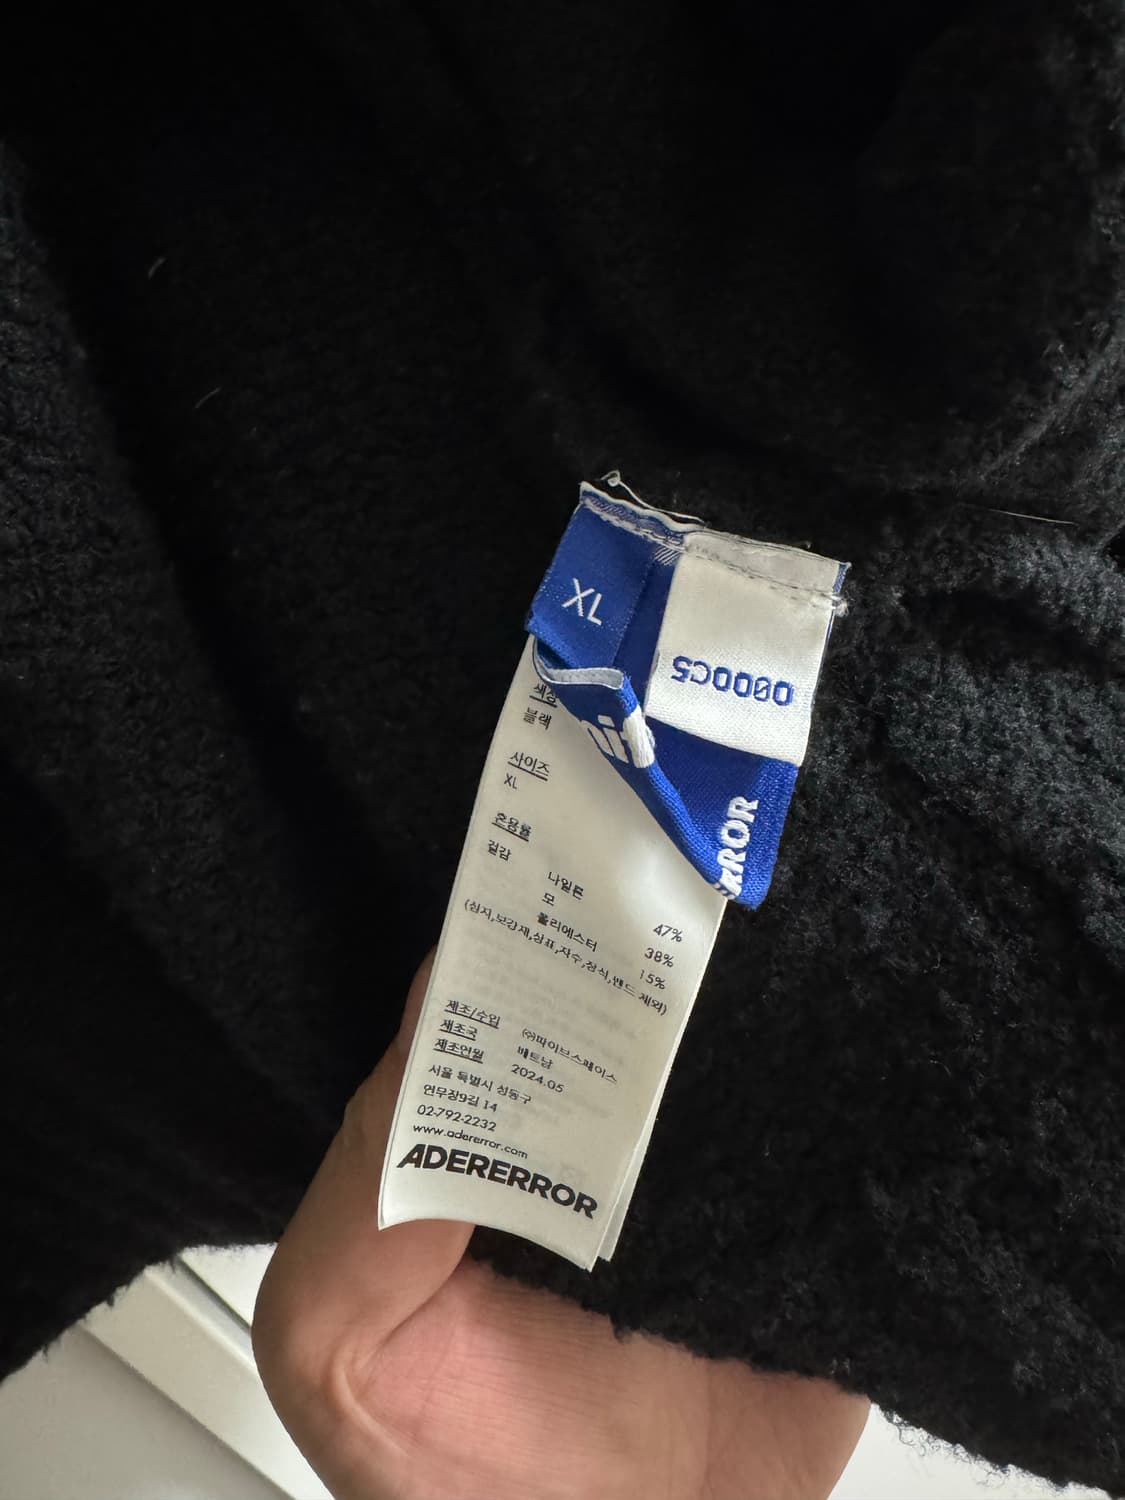 XL
0000C5
ERROR
색상
블랙
사이즈
XL
혼용률
겉감
나일론 47%
모 38%
폴리에스터 15%
(심지,보강재,상표,자수,장식,밴드 제외)
제조/수입 ㈜파이브스페이스
제조국 베트남
제조연월 2024.05
서울 특별시 성동구
연무장9길 14
02-792-2232
www.adererror.com
ADERERROR